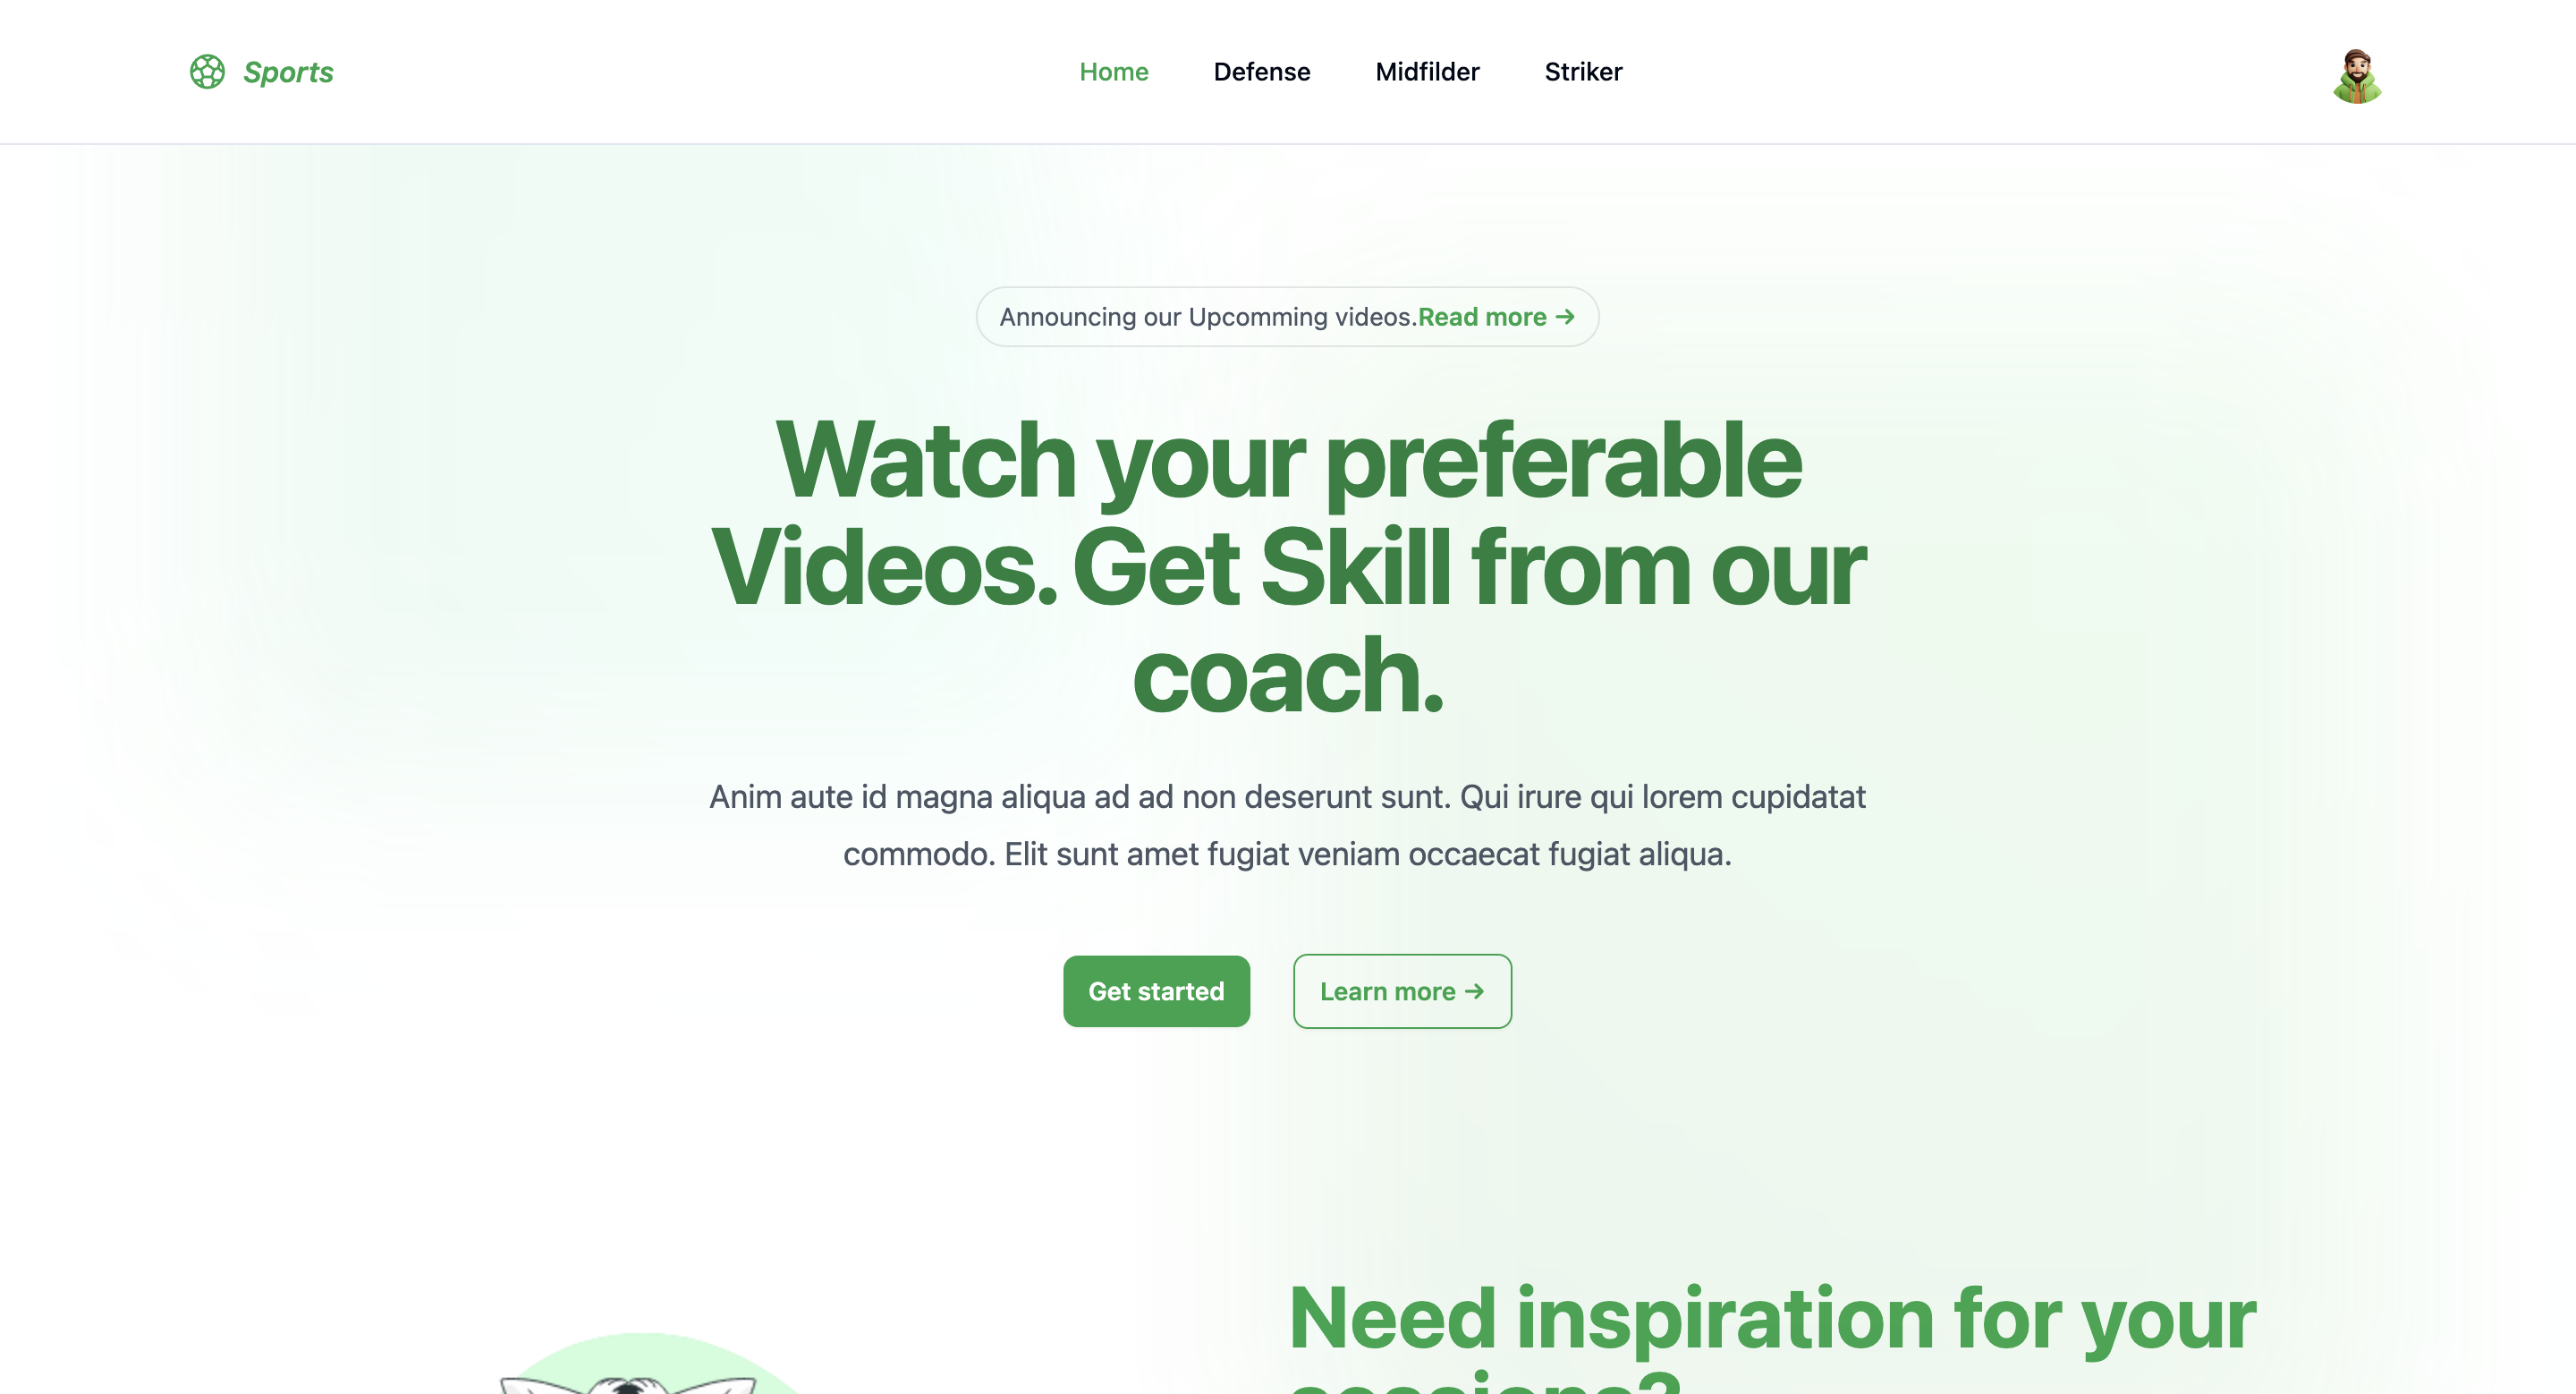 Sports
Home Defense Midfilder Striker
Announcing our Upcomming videos.Read more →
Watch your preferable
Videos. Get Skill from our
coach.
Anim aute id magna aliqua ad ad non deserunt sunt. Qui irure qui lorem cupidatat
commodo. Elit sunt amet fugiat veniam occaecat fugiat aliqua.
Get started
Learn more →
Need inspiration for your
sessions?